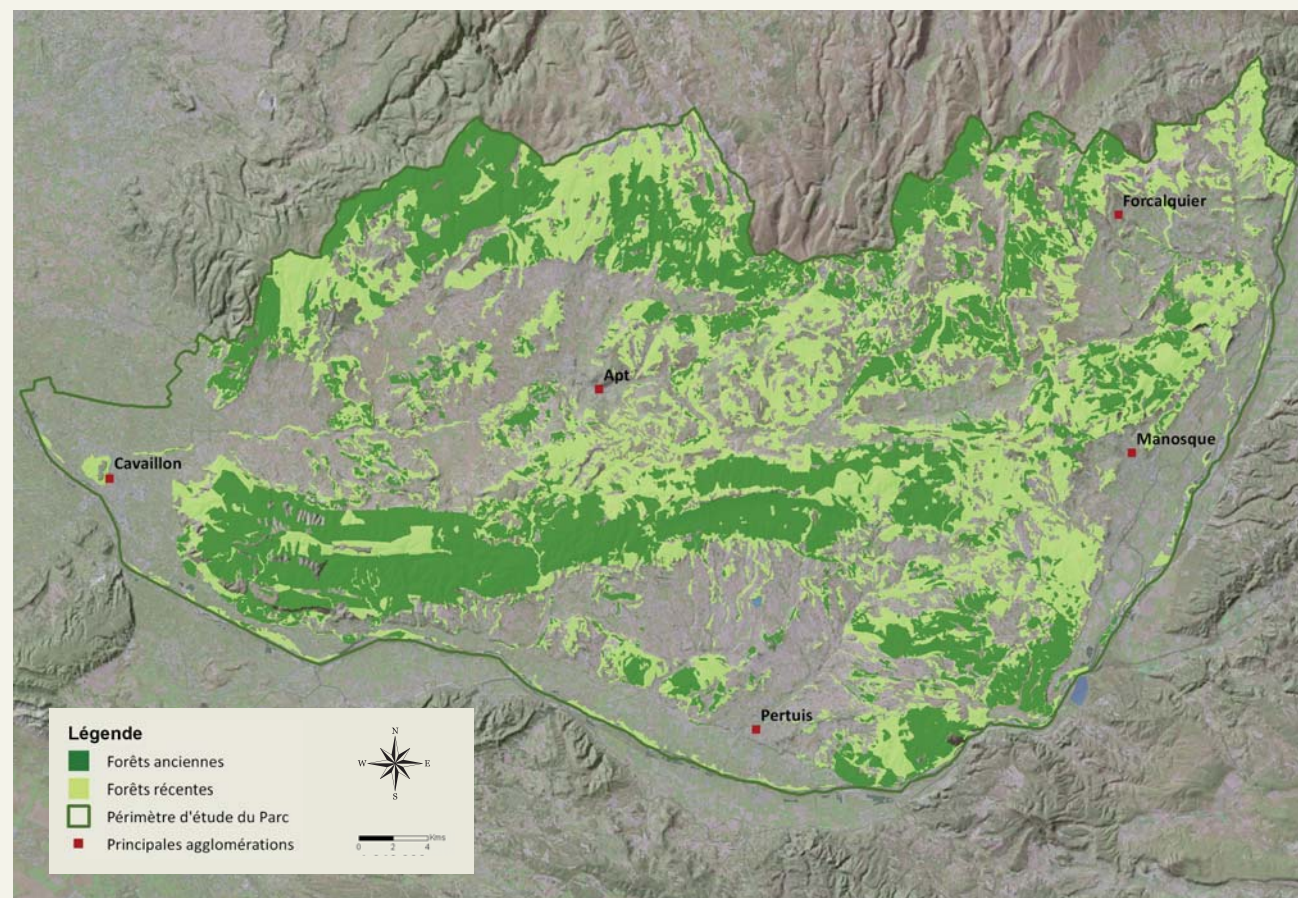 Forcalquier
Apt
Manosque
Cavaillon
Pertuis
Légende
Forêts anciennes
Forêts récentes
Périmètre d'étude du Parc
Principales agglomérations
N
W E
S
Kms
0 2 4